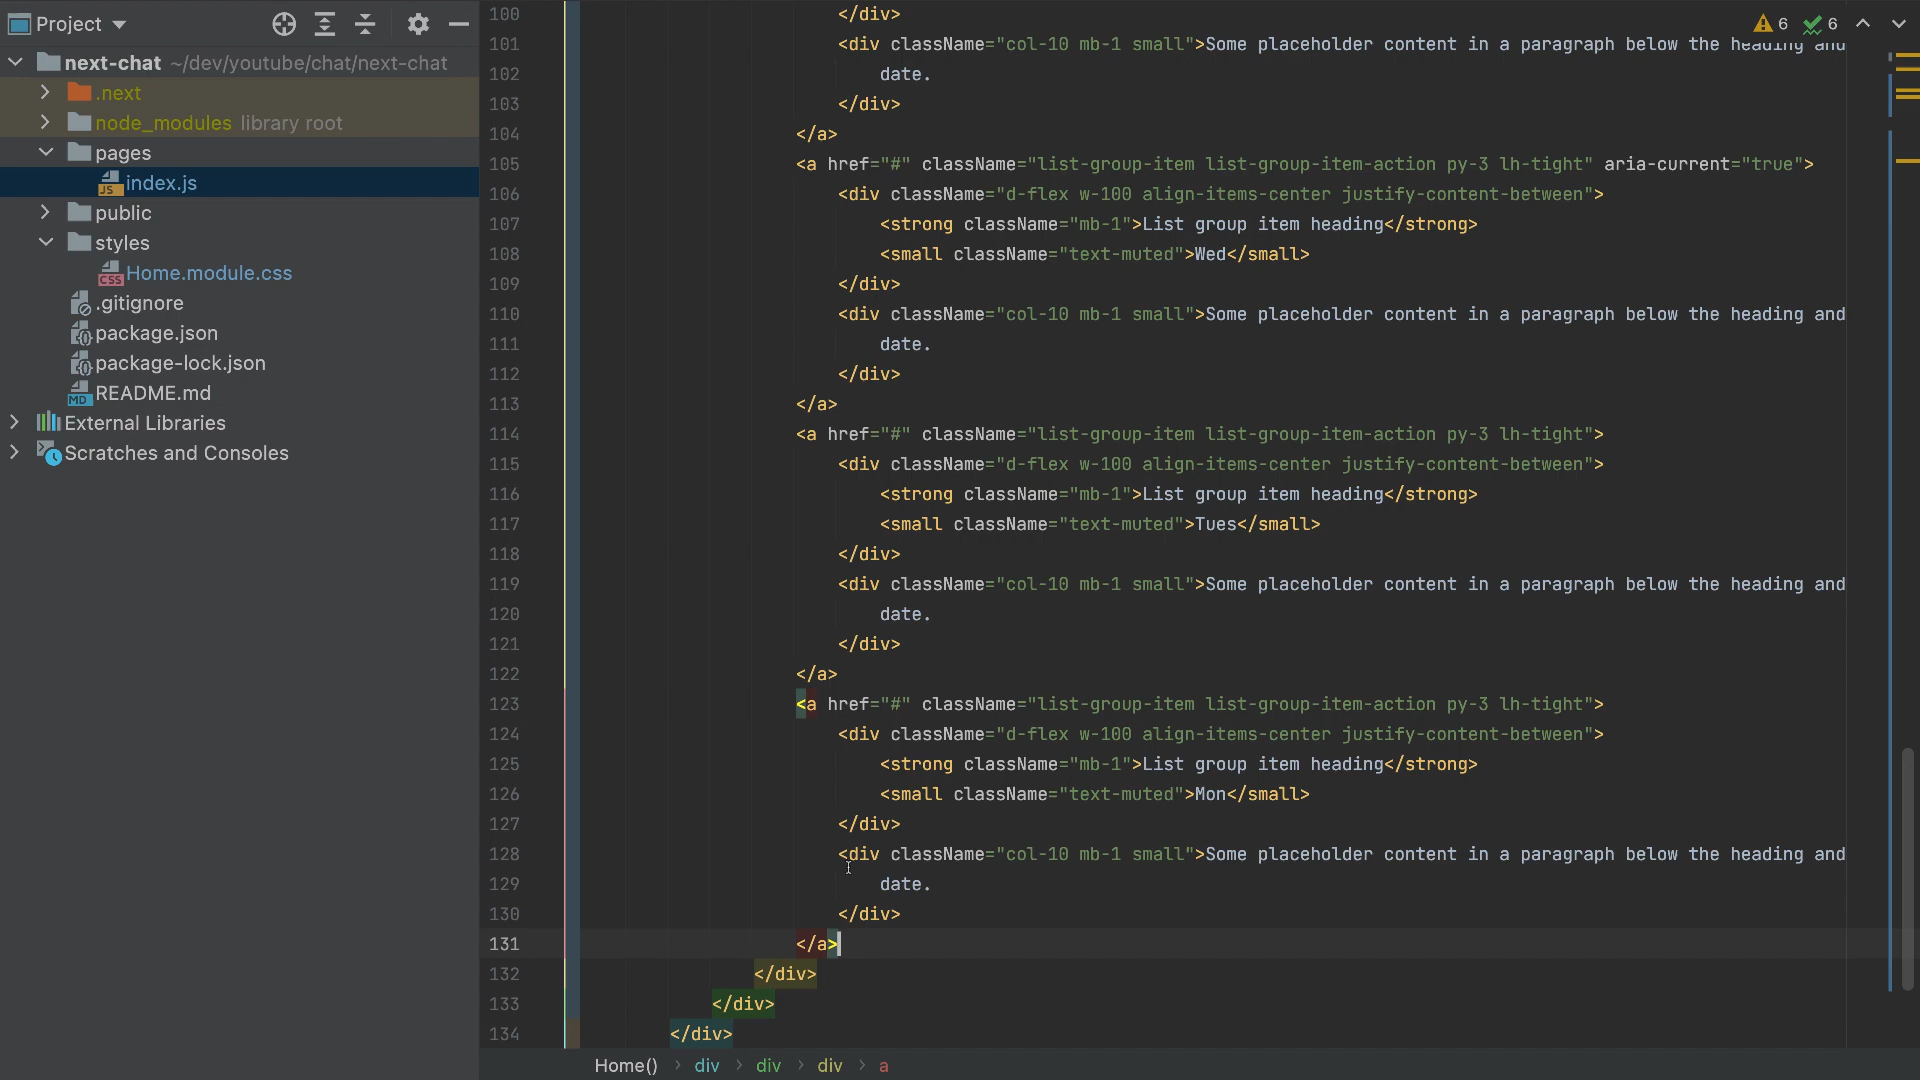 Project
next-chat ~/dev/youtube/chat/next-chat
.next
node_modules library root
pages
index.js
public
styles
Home.module.css
.gitignore
package.json
package-lock.json
README.md
External Libraries
Scratches and Consoles
6 6
100 </div>
101 <div className="col-10 mb-1 small">Some placeholder content in a paragraph below the heading and
102 date.
103 </div>
104 </a>
105 <a href="#" className="list-group-item list-group-item-action py-3 lh-tight" aria-current="true">
106 <div className="d-flex w-100 align-items-center justify-content-between">
107 <strong className="mb-1">List group item heading</strong>
108 <small className="text-muted">Wed</small>
109 </div>
110 <div className="col-10 mb-1 small">Some placeholder content in a paragraph below the heading and
111 date.
112 </div>
113 </a>
114 <a href="#" className="list-group-item list-group-item-action py-3 lh-tight">
115 <div className="d-flex w-100 align-items-center justify-content-between">
116 <strong className="mb-1">List group item heading</strong>
117 <small className="text-muted">Tues</small>
118 </div>
119 <div className="col-10 mb-1 small">Some placeholder content in a paragraph below the heading and
120 date.
121 </div>
122 </a>
123 <a href="#" className="list-group-item list-group-item-action py-3 lh-tight">
124 <div className="d-flex w-100 align-items-center justify-content-between">
125 <strong className="mb-1">List group item heading</strong>
126 <small className="text-muted">Mon</small>
127 </div>
128 <div className="col-10 mb-1 small">Some placeholder content in a paragraph below the heading and
129 date.
130 </div>
131 </a>
132 </div>
133 </div>
134 </div>
Home() › div › div › div › a